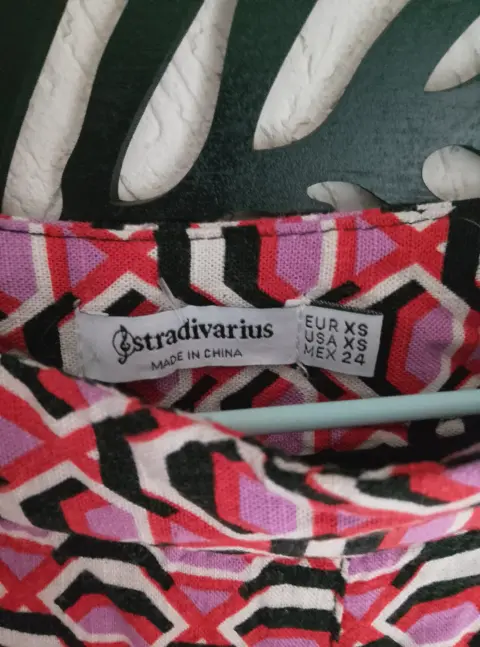 stradivarius
MADE IN CHINA
EUR XS
USA XS
MEX 24